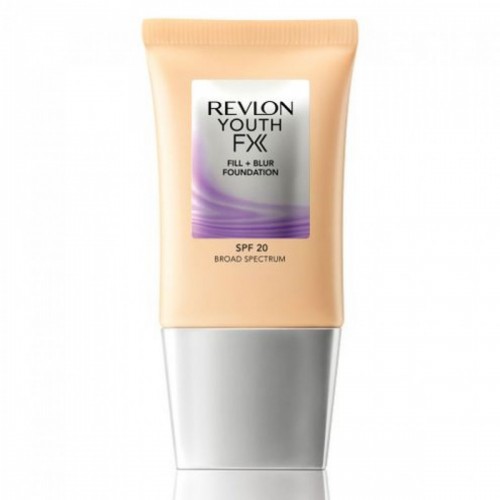 REVLON
YOUTH
FX
FILL + BLUR
FOUNDATION
SPF 20
BROAD SPECTRUM